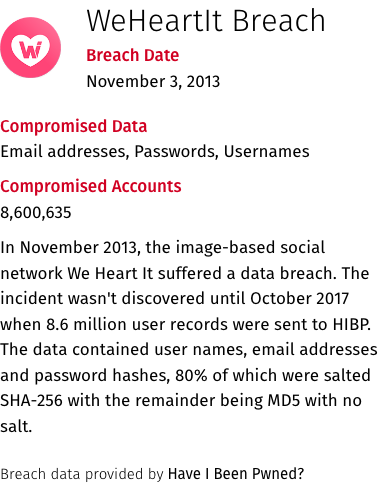 WeHeartIt Breach
Breach Date
November 3, 2013
Compromised Data
Email addresses, Passwords, Usernames
Compromised Accounts
8,600,635
In November 2013, the image-based social
network We Heart It suffered a data breach. The
incident wasn't discovered until October 2017
when 8.6 million user records were sent to HIBP.
The data contained user names, email addresses
and password hashes, 80% of which were salted
SHA-256 with the remainder being MD5 with no
salt.
Breach data provided by Have I Been Pwned?